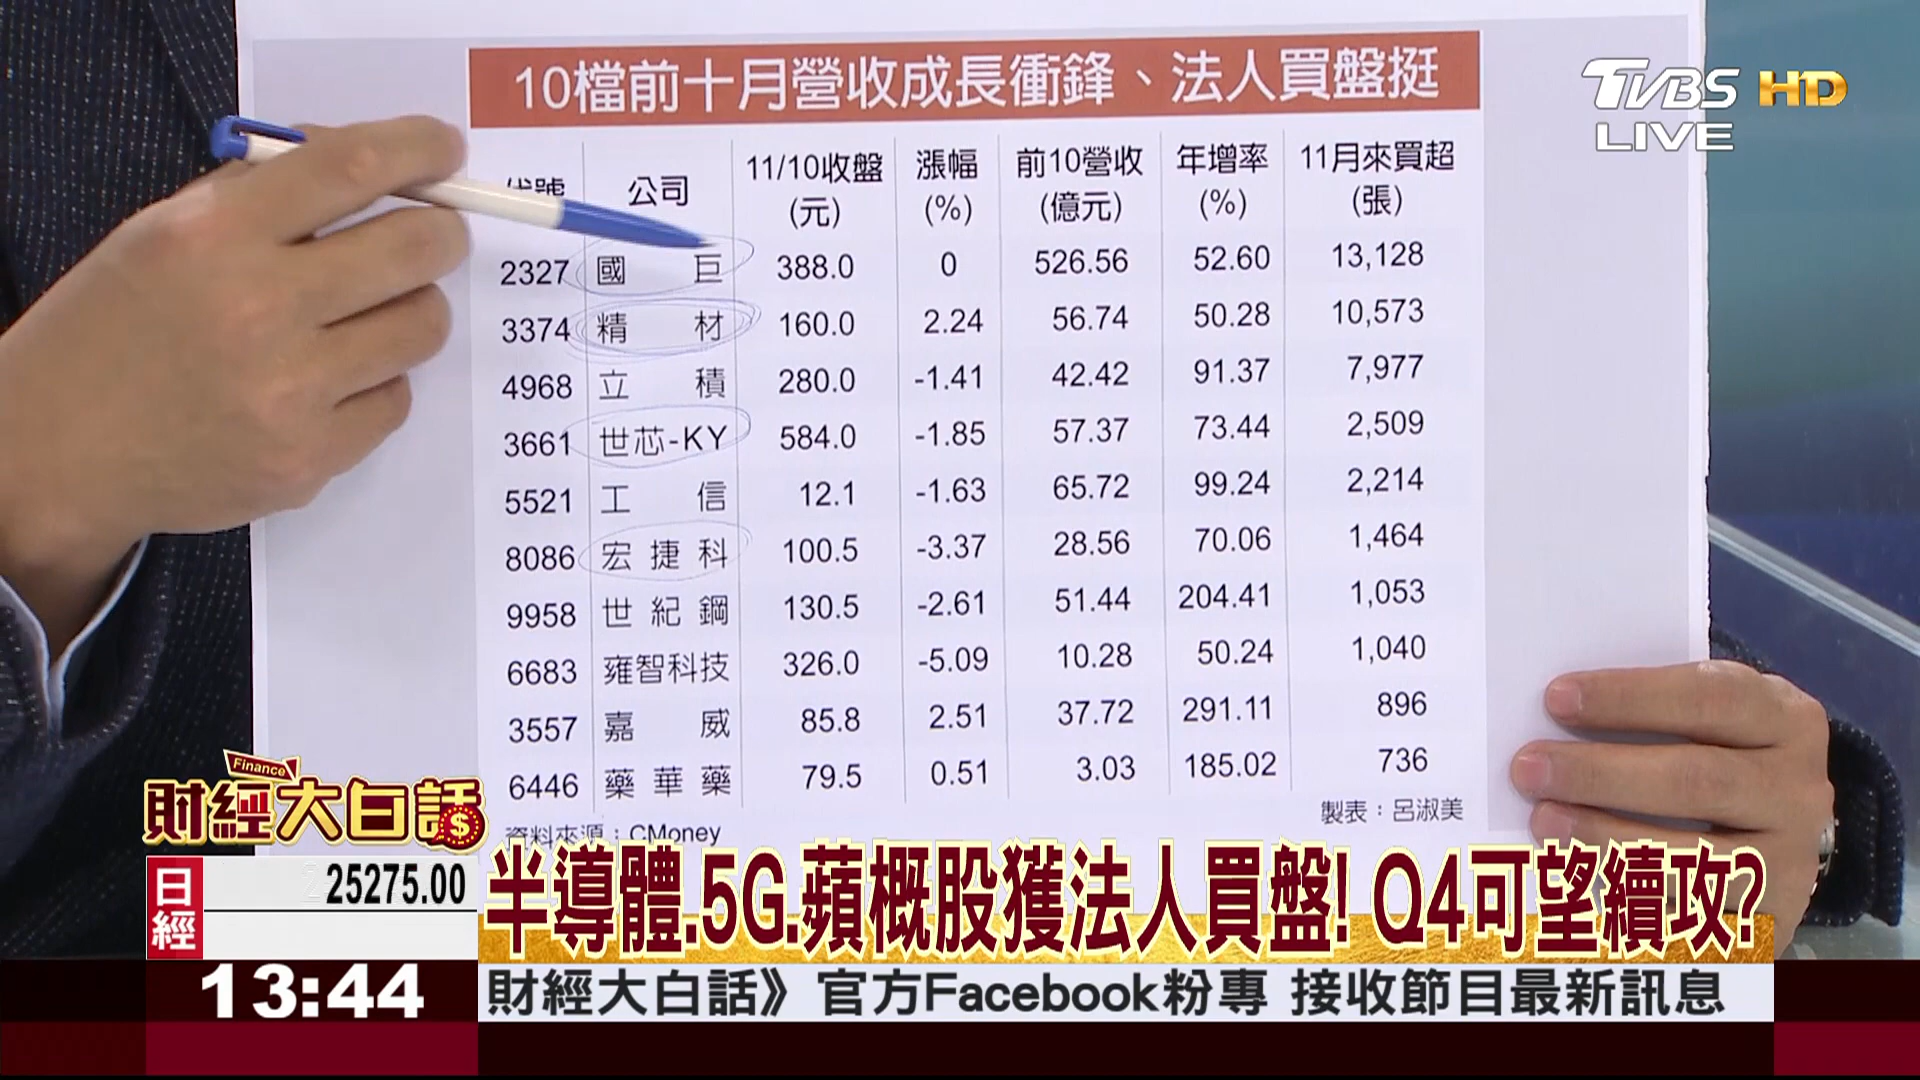 10檔前十月營收成長衝鋒、法人買盤挺
TVBS HD
LIVE
代號 公司 11/10收盤(元) 漲幅(%) 前10營收(億元) 年增率(%) 11月來買超(張)
2327 國巨 388.0 0 526.56 52.60 13,128
3374 精材 160.0 2.24 56.74 50.28 10,573
4968 立積 280.0 -1.41 42.42 91.37 7,977
3661 世芯-KY 584.0 -1.85 57.37 73.44 2,509
5521 工信 12.1 -1.63 65.72 99.24 2,214
8086 宏捷科 100.5 -3.37 28.56 70.06 1,464
9958 世紀鋼 130.5 -2.61 51.44 204.41 1,053
6683 雍智科技 326.0 -5.09 10.28 50.24 1,040
3557 嘉威 85.8 2.51 37.72 291.11 896
6446 藥華藥 79.5 0.51 3.03 185.02 736
資料來源：CMoney
製表：呂淑美
Finance
財經大白話
日經 25275.00
半導體.5G.蘋概股獲法人買盤! Q4可望續攻?
13:44
財經大白話》官方Facebook粉專 接收節目最新訊息